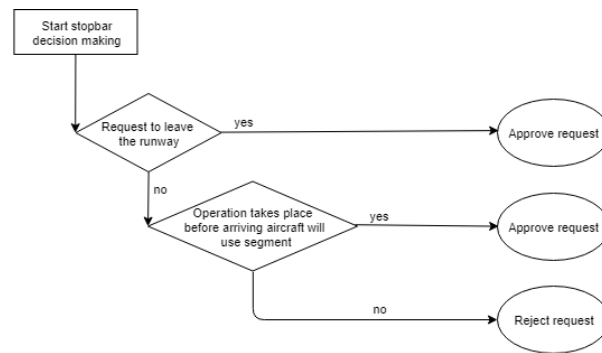 Start stopbar
decision making
Request to leave
the runway
yes
Approve request
no
Operation takes place
before arriving aircraft will
use segment
yes
Approve request
no
Reject request